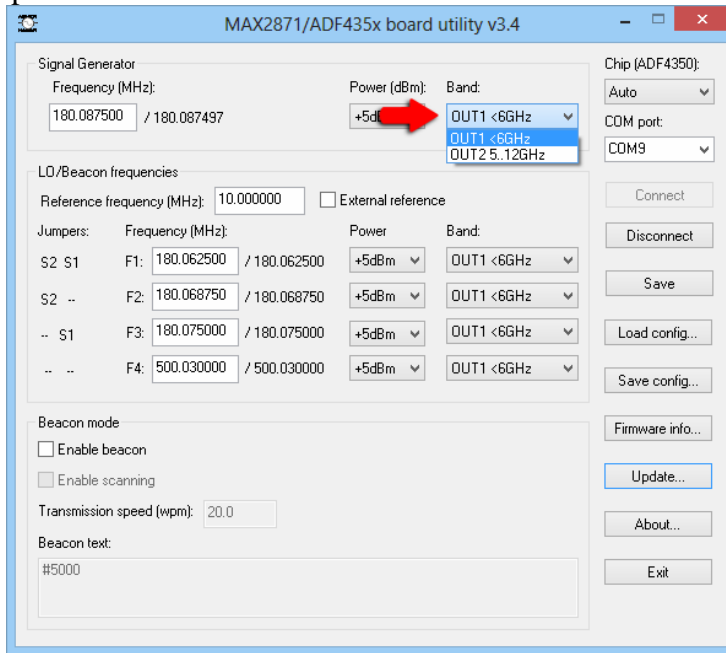 MAX2871/ADF435x board utility v3.4
Signal Generator
Frequency (MHz): Power (dBm): Band:
180.087500 / 180.087497 OUT1 <6GHz
OUT1 <6GHz
OUT2 5..12GHz
LO/Beacon frequencies
Reference frequency (MHz): 10.000000 External reference
Jumpers: Frequency (MHz): Power Band:
S2 S1 F1: 180.062500 / 180.062500 +5dBm OUT1 <6GHz
S2 -- F2: 180.068750 / 180.068750 +5dBm OUT1 <6GHz
-- S1 F3: 180.075000 / 180.075000 +5dBm OUT1 <6GHz
-- -- F4: 500.030000 / 500.030000 +5dBm OUT1 <6GHz
Beacon mode
Enable beacon
Enable scanning
Transmission speed (wpm): 20.0
Beacon text:
#5000
Chip (ADF4350):
Auto
COM port:
COM9
Connect
Disconnect
Save
Load config...
Save config...
Firmware info...
Update...
About...
Exit